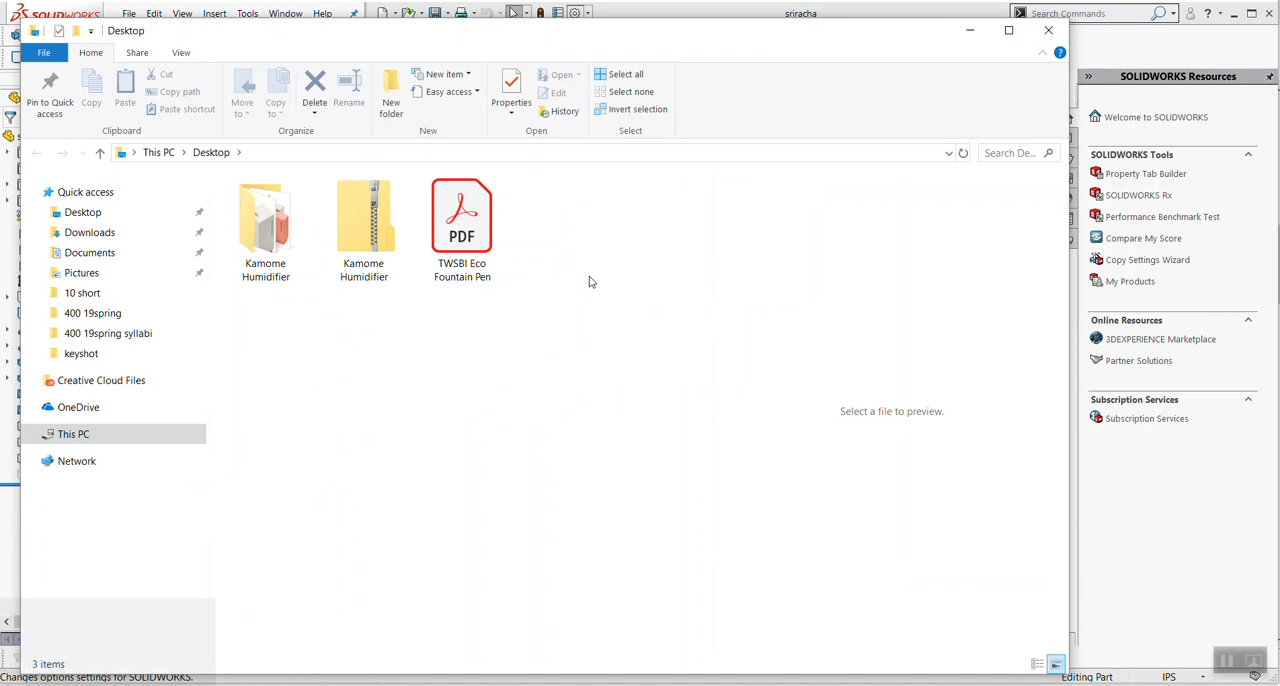 SOLIDWORKS File Edit View Insert Tools Window Help sriracha Search Commands
Desktop
File Home Share View
Pin to Quick access
Copy
Paste
Cut
Copy path
Paste shortcut
Clipboard
Move to
Copy to
Delete
Rename
Organize
New folder
New item
Easy access
New
Properties
Open
Edit
History
Open
Select all
Select none
Invert selection
Select
This PC > Desktop >
Search De...
Quick access
Desktop
Downloads
Documents
Pictures
10 short
400 19spring
400 19spring syllabi
keyshot
Creative Cloud Files
OneDrive
This PC
Network
Kamome
Humidifier
Kamome
Humidifier
PDF
TWSBI Eco
Fountain Pen
Select a file to preview.
3 items
SOLIDWORKS Resources
Welcome to SOLIDWORKS
SOLIDWORKS Tools
Property Tab Builder
SOLIDWORKS Rx
Performance Benchmark Test
Compare My Score
Copy Settings Wizard
My Products
Online Resources
3DEXPERIENCE Marketplace
Partner Solutions
Subscription Services
Subscription Services
Changes options settings for SOLIDWORKS.
Editing Part
IPS